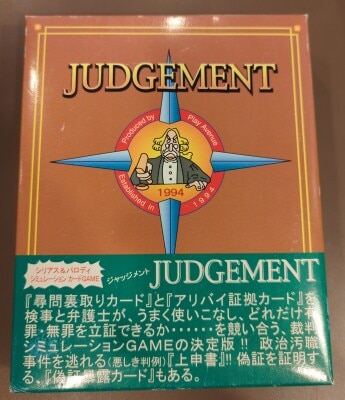 JUDGEMENT
Produced by Play Avenue
1994
Established in 1994
シリアス&パロディ
シミュレーションカードGAME
ジャッジメント JUDGEMENT
『尋問裏取りカード』と『アリバイ証拠カード』を
検事と弁護士が、うまく使いこなし、どれだけ有
罪・無罪を立証できるか‥‥‥を競い合う、裁判
シミュレーションGAMEの決定版!! 政治汚職
事件を逃れる(悪しき判例)『上申書』!! 偽証を証明す
る、『偽証暴露カード』もある。